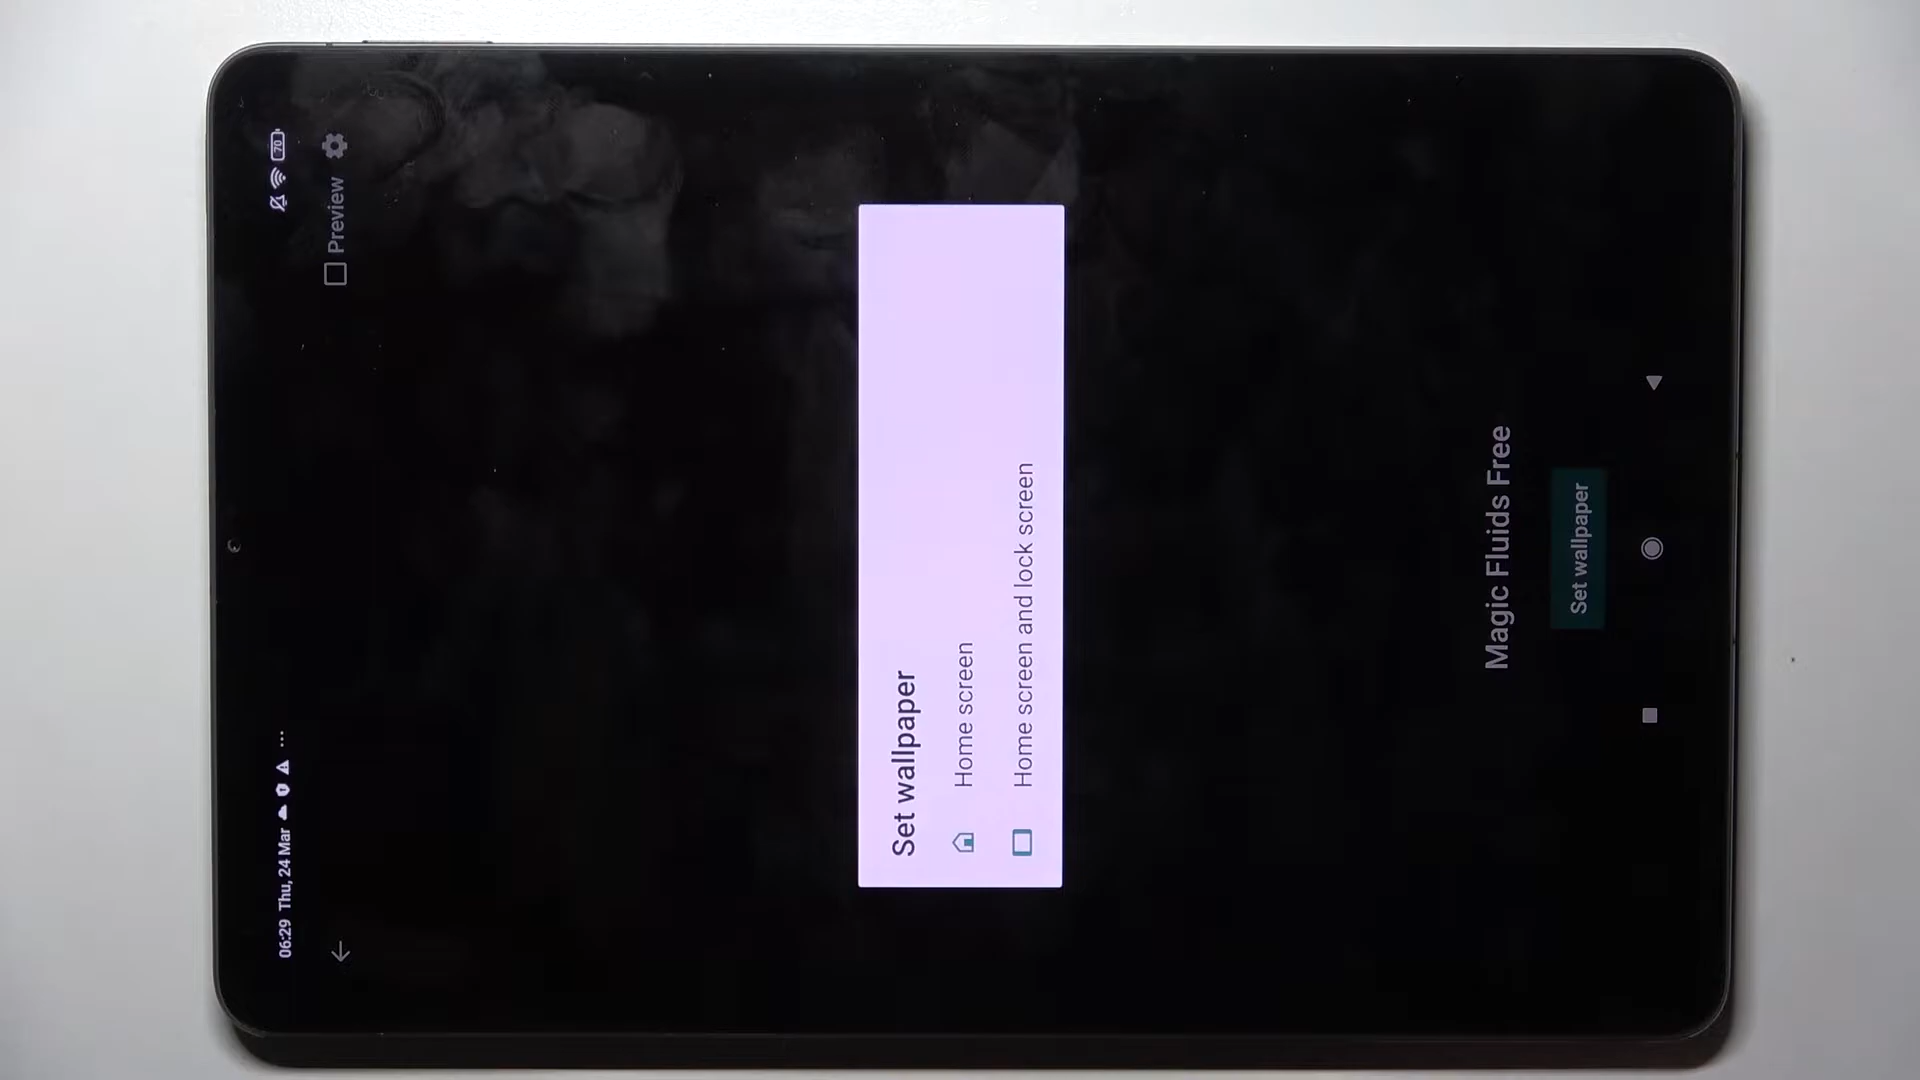 06:29 Thu, 24 Mar ...
70
Preview
Set wallpaper
Home screen
Home screen and lock screen
Magic Fluids Free
Set wallpaper